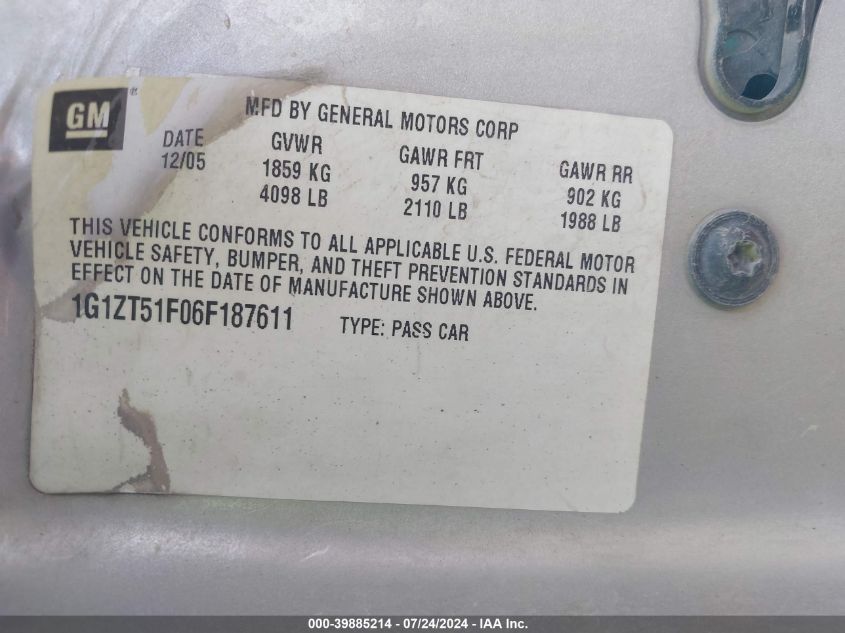 GM ®
MFD BY GENERAL MOTORS CORP
DATE GVWR GAWR FRT GAWR RR
12/05 1859 KG 957 KG 902 KG
4098 LB 2110 LB 1988 LB
THIS VEHICLE CONFORMS TO ALL APPLICABLE U.S. FEDERAL MOTOR
VEHICLE SAFETY, BUMPER, AND THEFT PREVENTION STANDARDS IN
EFFECT ON THE DATE OF MANUFACTURE SHOWN ABOVE.
1G1ZT51F06F187611 TYPE: PASS CAR
000-39885214 - 07/24/2024 - IAA Inc.